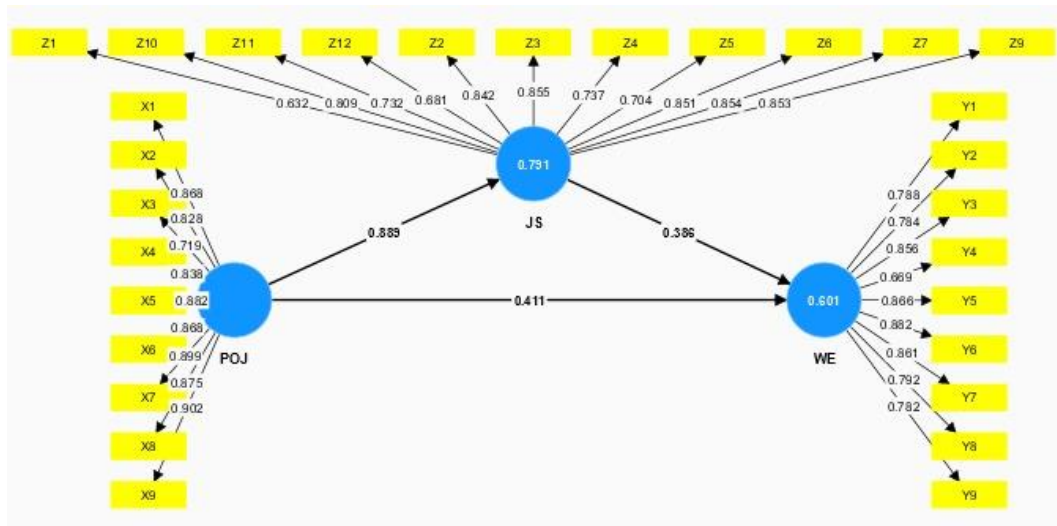 Z1 Z10 Z11 Z12 Z2 Z3 Z4 Z5 Z6 Z7 Z9
0.632 0.809 0.732 0.681 0.842 0.855 0.737 0.704 0.851 0.854 0.853
X1
X2
X3
X4
X5
X6
X7
X8
X9
0.868
0.828
0.719
0.838
0.882
0.868
0.899
0.875
0.902
POJ
0.889
0.791
JS
0.386
0.411
0.601
WE
0.788
0.784
0.856
0.669
0.866
0.882
0.861
0.792
0.782
Y1
Y2
Y3
Y4
Y5
Y6
Y7
Y8
Y9